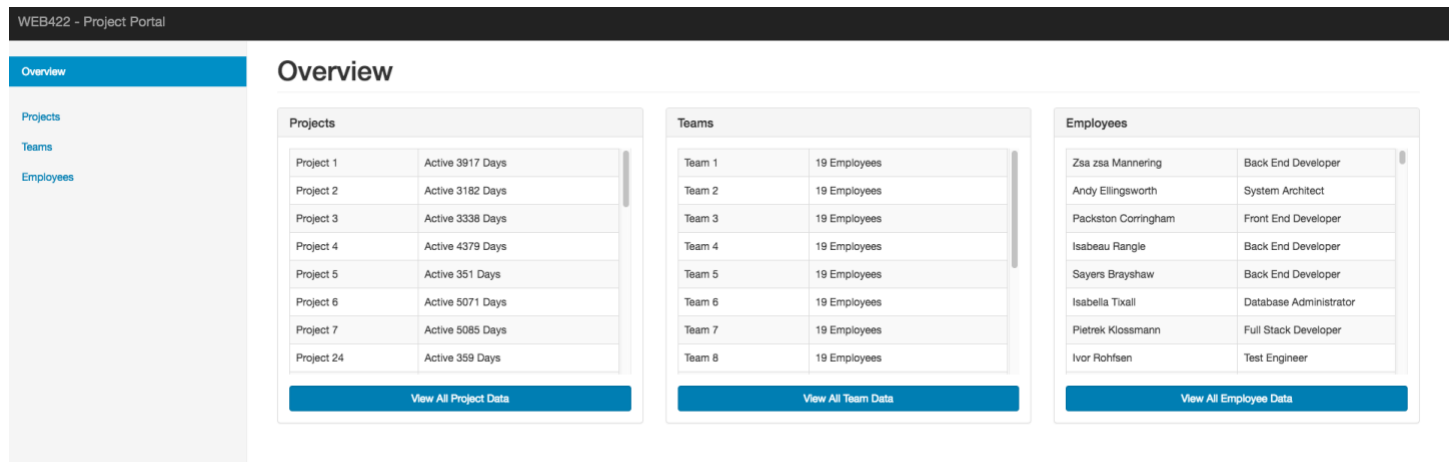 WEB422 - Project Portal
Overview
Projects
Teams
Employees
Overview
Projects
Project 1 Active 3917 Days
Project 2 Active 3182 Days
Project 3 Active 3338 Days
Project 4 Active 4379 Days
Project 5 Active 351 Days
Project 6 Active 5071 Days
Project 7 Active 5085 Days
Project 24 Active 359 Days
View All Project Data
Teams
Team 1 19 Employees
Team 2 19 Employees
Team 3 19 Employees
Team 4 19 Employees
Team 5 19 Employees
Team 6 19 Employees
Team 7 19 Employees
Team 8 19 Employees
View All Team Data
Employees
Zsa zsa Mannering Back End Developer
Andy Ellingsworth System Architect
Packston Corringham Front End Developer
Isabeau Rangle Back End Developer
Sayers Brayshaw Back End Developer
Isabella Tixall Database Administrator
Pietrek Klossmann Full Stack Developer
Ivor Rohfsen Test Engineer
View All Employee Data